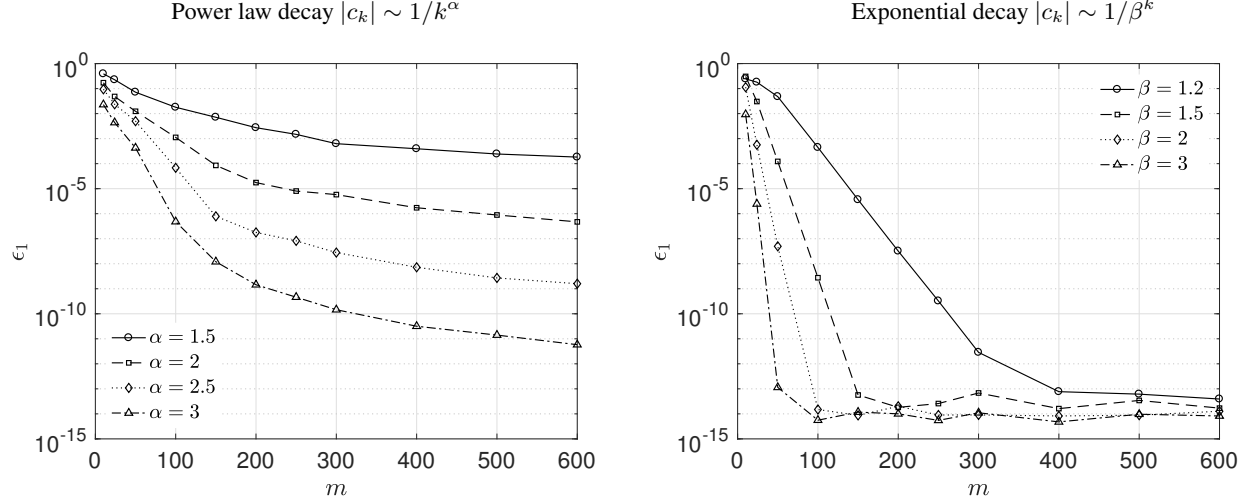 Power law decay |c_k| ∼ 1/k^α
10^0
10^{-5}
10^{-10}
10^{-15}
ϵ_1
α = 1.5
α = 2
α = 2.5
α = 3
0 100 200 300 400 500 600
m
Exponential decay |c_k| ∼ 1/β^k
10^0
10^{-5}
10^{-10}
10^{-15}
ϵ_1
β = 1.2
β = 1.5
β = 2
β = 3
0 100 200 300 400 500 600
m